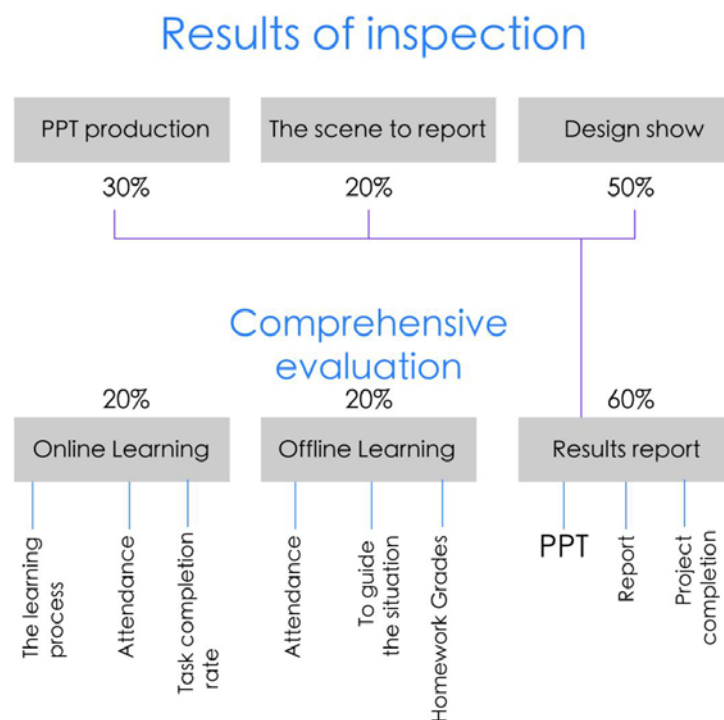 Results of inspection
PPT production
The scene to report
Design show
30%
20%
50%
Comprehensive
evaluation
20%
20%
60%
Online Learning
Offline Learning
Results report
The learning
process
Attendance
Task completion
rate
Attendance
To guide
the situation
Homework Grades
PPT
Report
Project
completion